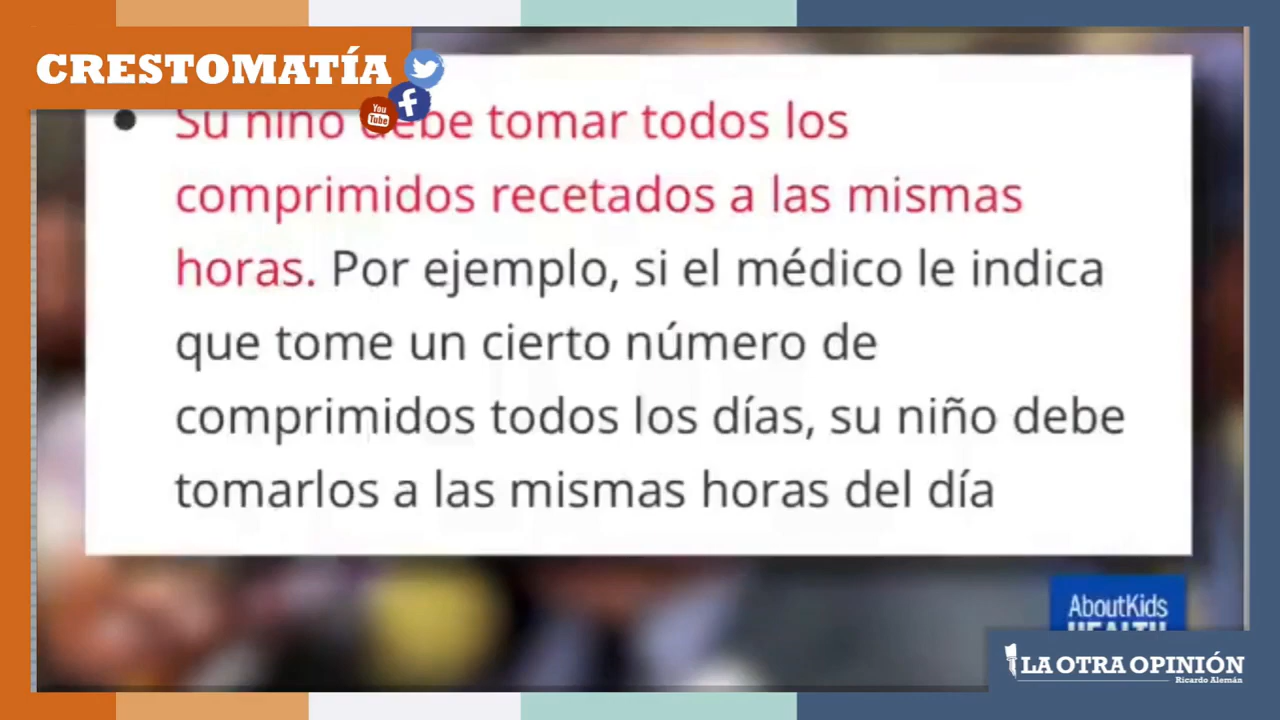 CRESTOMATÍA
You
Tube
Su niño debe tomar todos los
comprimidos recetados a las mismas
horas. Por ejemplo, si el médico le indica
que tome un cierto número de
comprimidos todos los días, su niño debe
tomarlos a las mismas horas del día
AboutKids
HEALTH
LA OTRA OPINIÓN
Ricardo Alemán